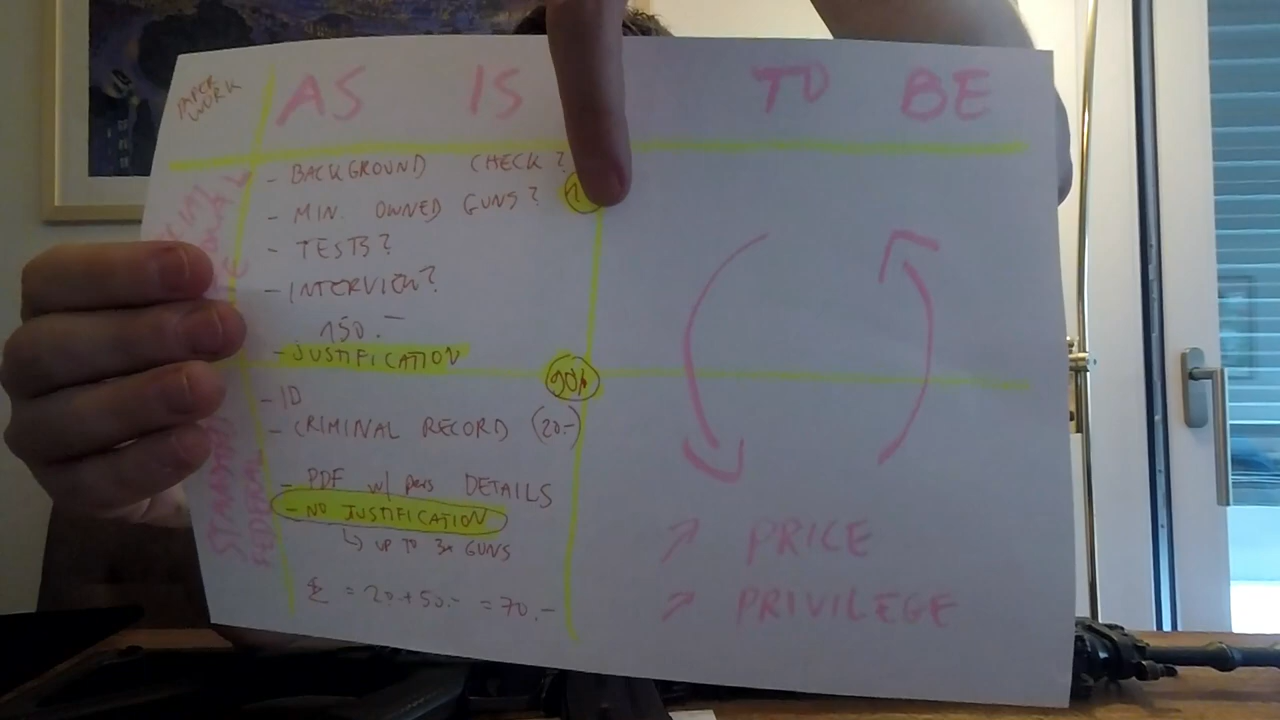 PAPER
WORK
AS IS
TO BE
- BACKGROUND CHECK?
- MIN. OWNED GUNS?
- TESTS?
- INTERVIEW?
150.-
- JUSTIFICATION
90%
- ID
- CRIMINAL RECORD (20.-)
- PDF w/ pers DETAILS
- NO JUSTIFICATION
↳ UP TO 3x GUNS
= 20.+50.- = 70.-
FEDERAL
↗ PRICE
↗ PRIVILEGE